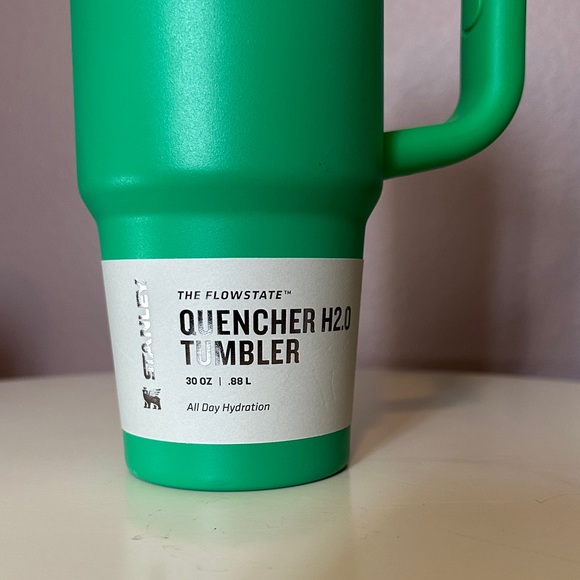 STANLEY
THE FLOWSTATE™
QUENCHER H2.0
TUMBLER
30 OZ | .88 L
All Day Hydration